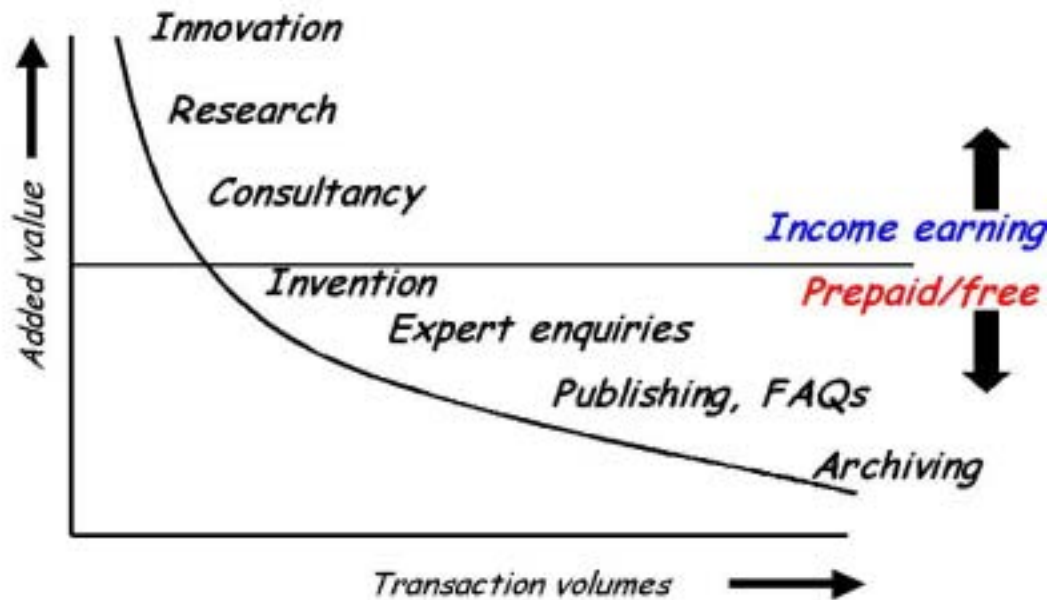 Innovation
Research
Consultancy
Income earning
Invention
Prepaid/free
Expert enquiries
Publishing, FAQs
Archiving
Added value
Transaction volumes